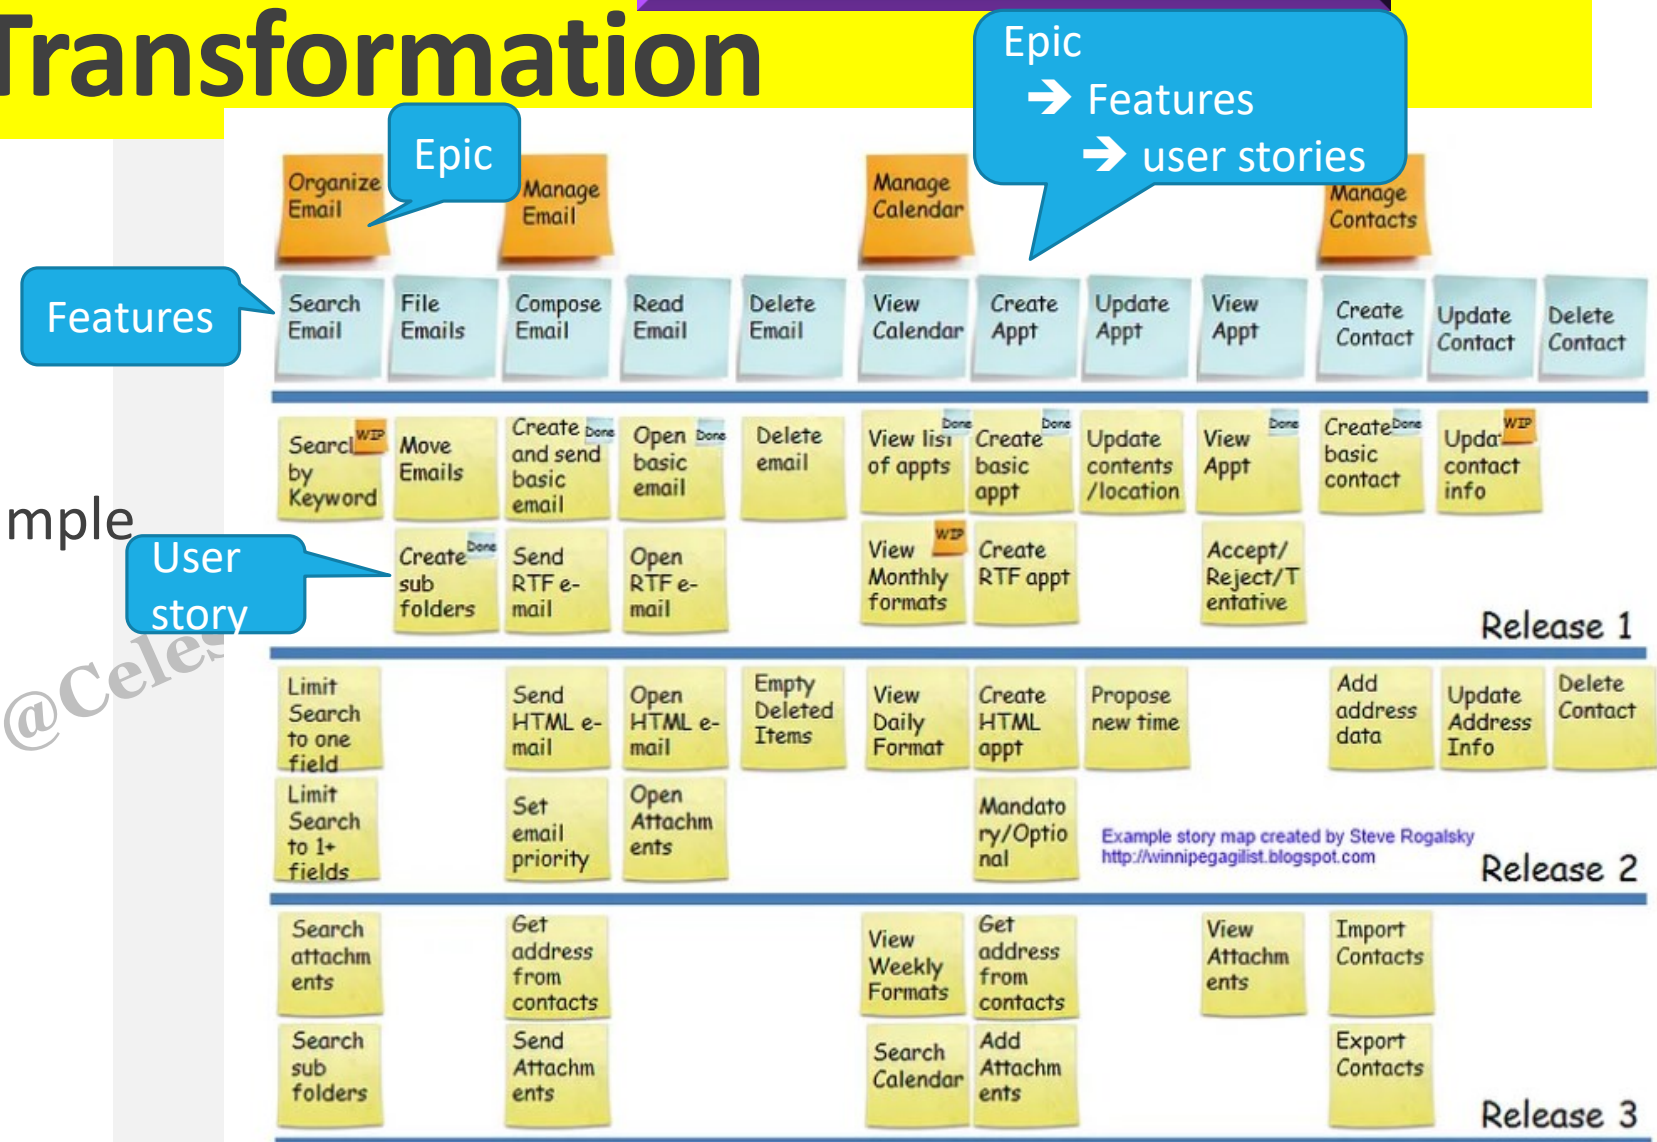 Transformation
Epic
➔ Features
➔ user stories
Epic
Organize
Email
Manage
Email
Manage
Calendar
Manage
Contacts
Features
Search
Email
File
Emails
Compose
Email
Read
Email
Delete
Email
View
Calendar
Create
Appt
Update
Appt
View
Appt
Create
Contact
Update
Contact
Delete
Contact
WIP
by
Keyword
Move
Emails
Create Done
and send
basic
email
Open Done
basic
email
Delete
email
Done
View list
of appts
Done
Create
basic
appt
Update
contents
/location
Done
View
Appt
Create Done
basic
contact
WIP
contact
info
mple
User
story
Create Done
sub
folders
Send
RTF e-
mail
Open
RTF e-
mail
View WIP
Monthly
formats
Create
RTF appt
Accept/
Reject/T
entative
Release 1
Limit
Search
to one
field
Send
HTML e-
mail
Open
HTML e-
mail
Empty
Deleted
Items
View
Daily
Format
Create
HTML
appt
Propose
new time
Add
address
data
Update
Address
Info
Delete
Contact
Limit
Search
to 1+
fields
Set
email
priority
Open
Attachm
ents
Mandato
ry/Optio
nal
Example story map created by Steve Rogalsky
http://winnipegagilist.blogspot.com
Release 2
Search
attachm
ents
Get
address
from
contacts
View
Weekly
Formats
Get
address
from
contacts
View
Attachm
ents
Import
Contacts
Search
sub
folders
Send
Attachm
ents
Search
Calendar
Add
Attachm
ents
Export
Contacts
Release 3